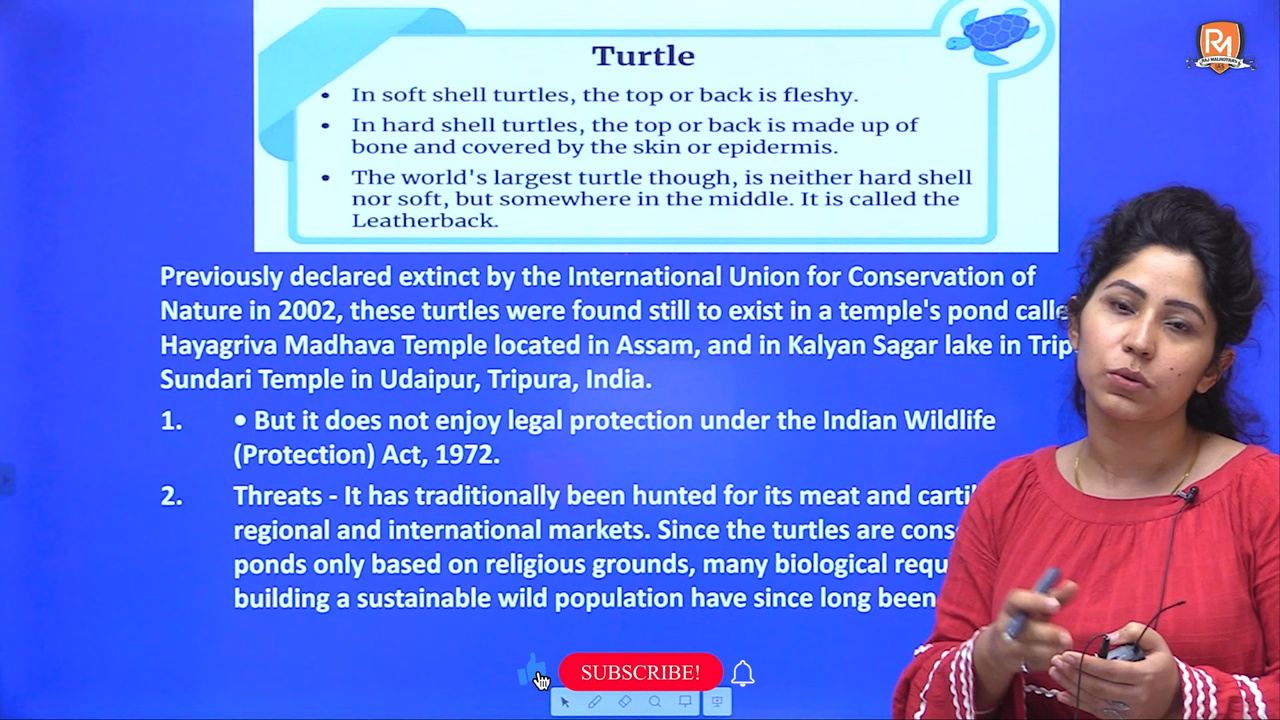 Turtle
• In soft shell turtles, the top or back is fleshy.
• In hard shell turtles, the top or back is made up of
bone and covered by the skin or epidermis.
• The world's largest turtle though, is neither hard shell
nor soft, but somewhere in the middle. It is called the
Leatherback.
RM
RAJ MALHOTRA'S
IAS
Previously declared extinct by the International Union for Conservation of
Nature in 2002, these turtles were found still to exist in a temple's pond calle
Hayagriva Madhava Temple located in Assam, and in Kalyan Sagar lake in Trip
Sundari Temple in Udaipur, Tripura, India.
1. • But it does not enjoy legal protection under the Indian Wildlife
(Protection) Act, 1972.
2. Threats - It has traditionally been hunted for its meat and carti
regional and international markets. Since the turtles are cons
ponds only based on religious grounds, many biological requ
building a sustainable wild population have since long been
SUBSCRIBE!